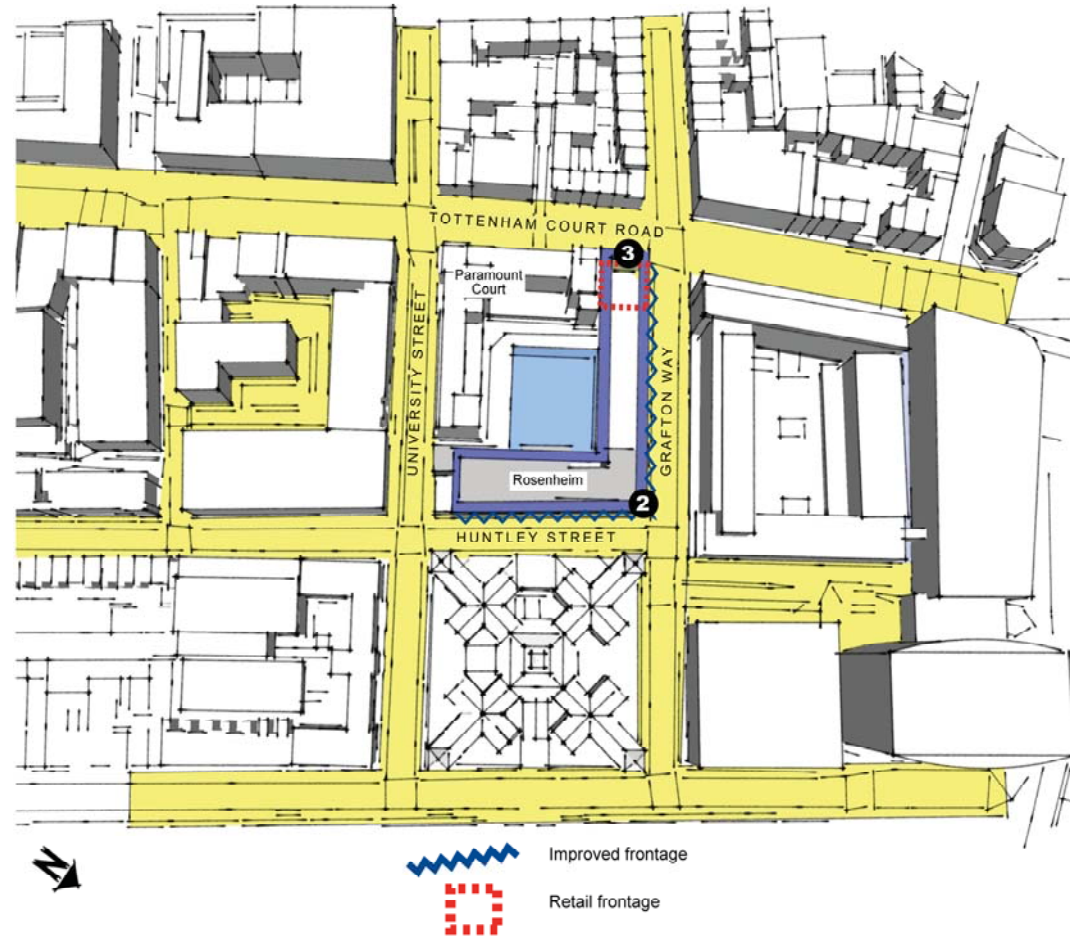 TOTTENHAM COURT ROAD
3
Paramount
Court
UNIVERSITY STREET
GRAFTON WAY
Rosenheim
2
HUNTLEY STREET
N
Improved frontage
Retail frontage